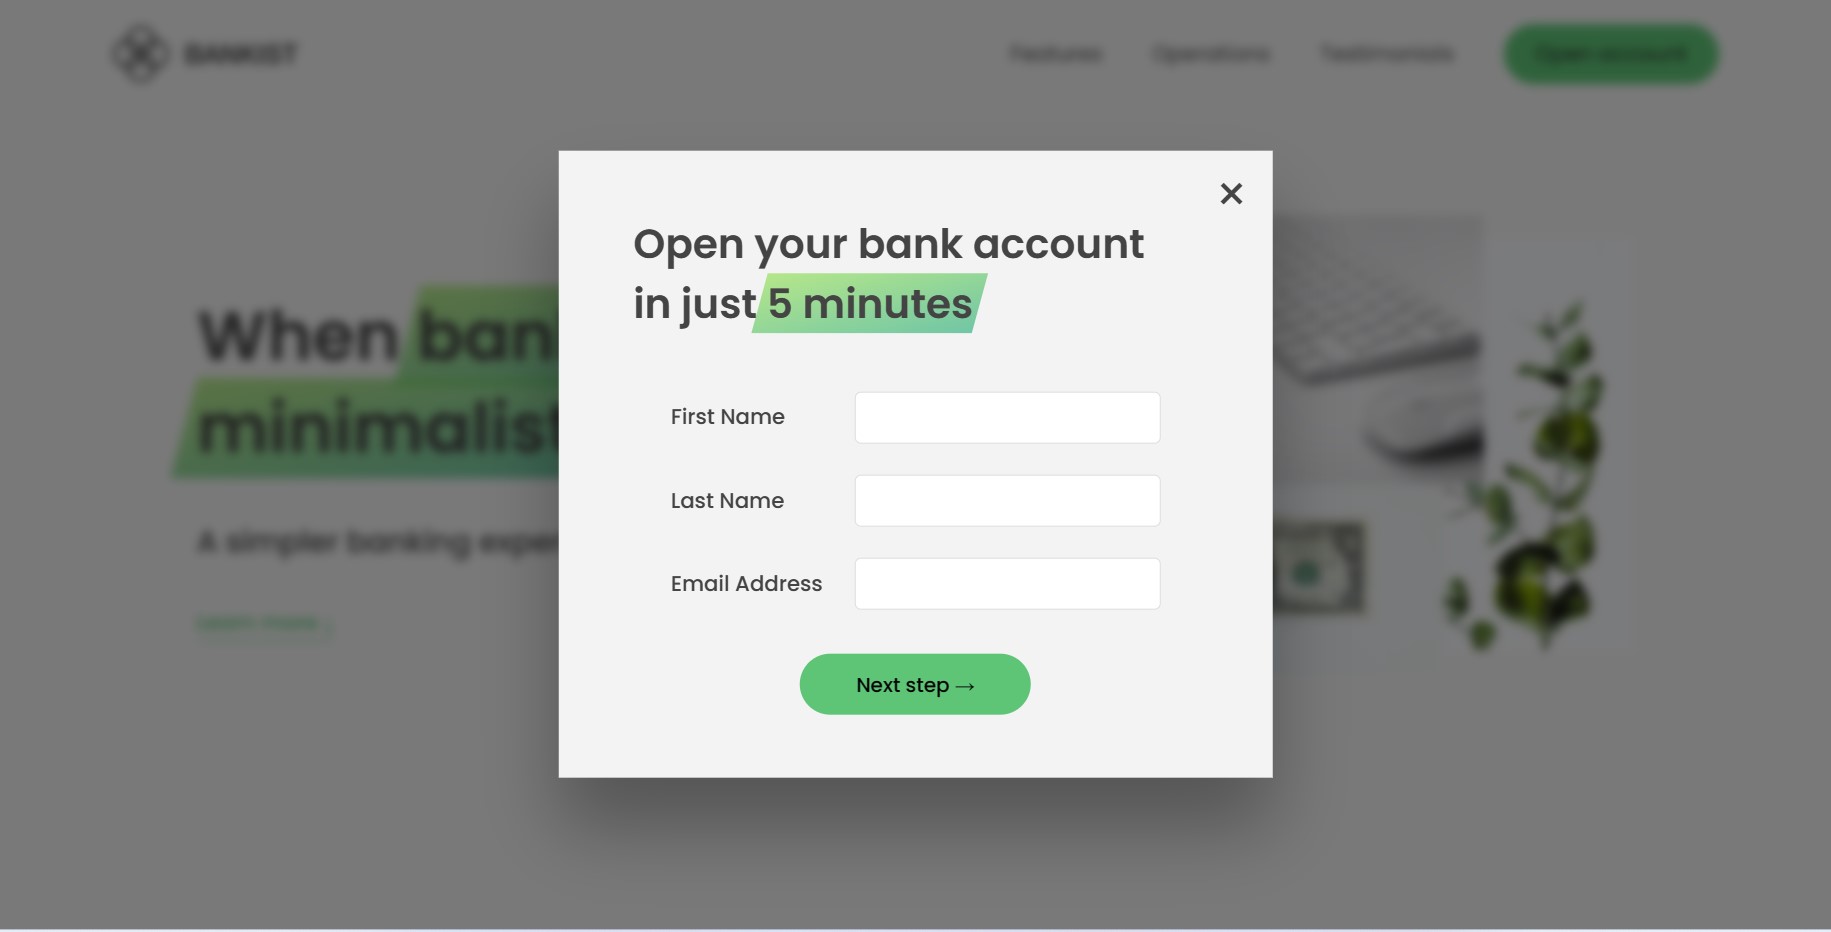 BANKIST
Features Operations Testimonials Open account
When ban
minimalist
A simpler banking exper
Learn more
×
Open your bank account
in just 5 minutes
First Name
Last Name
Email Address
Next step →